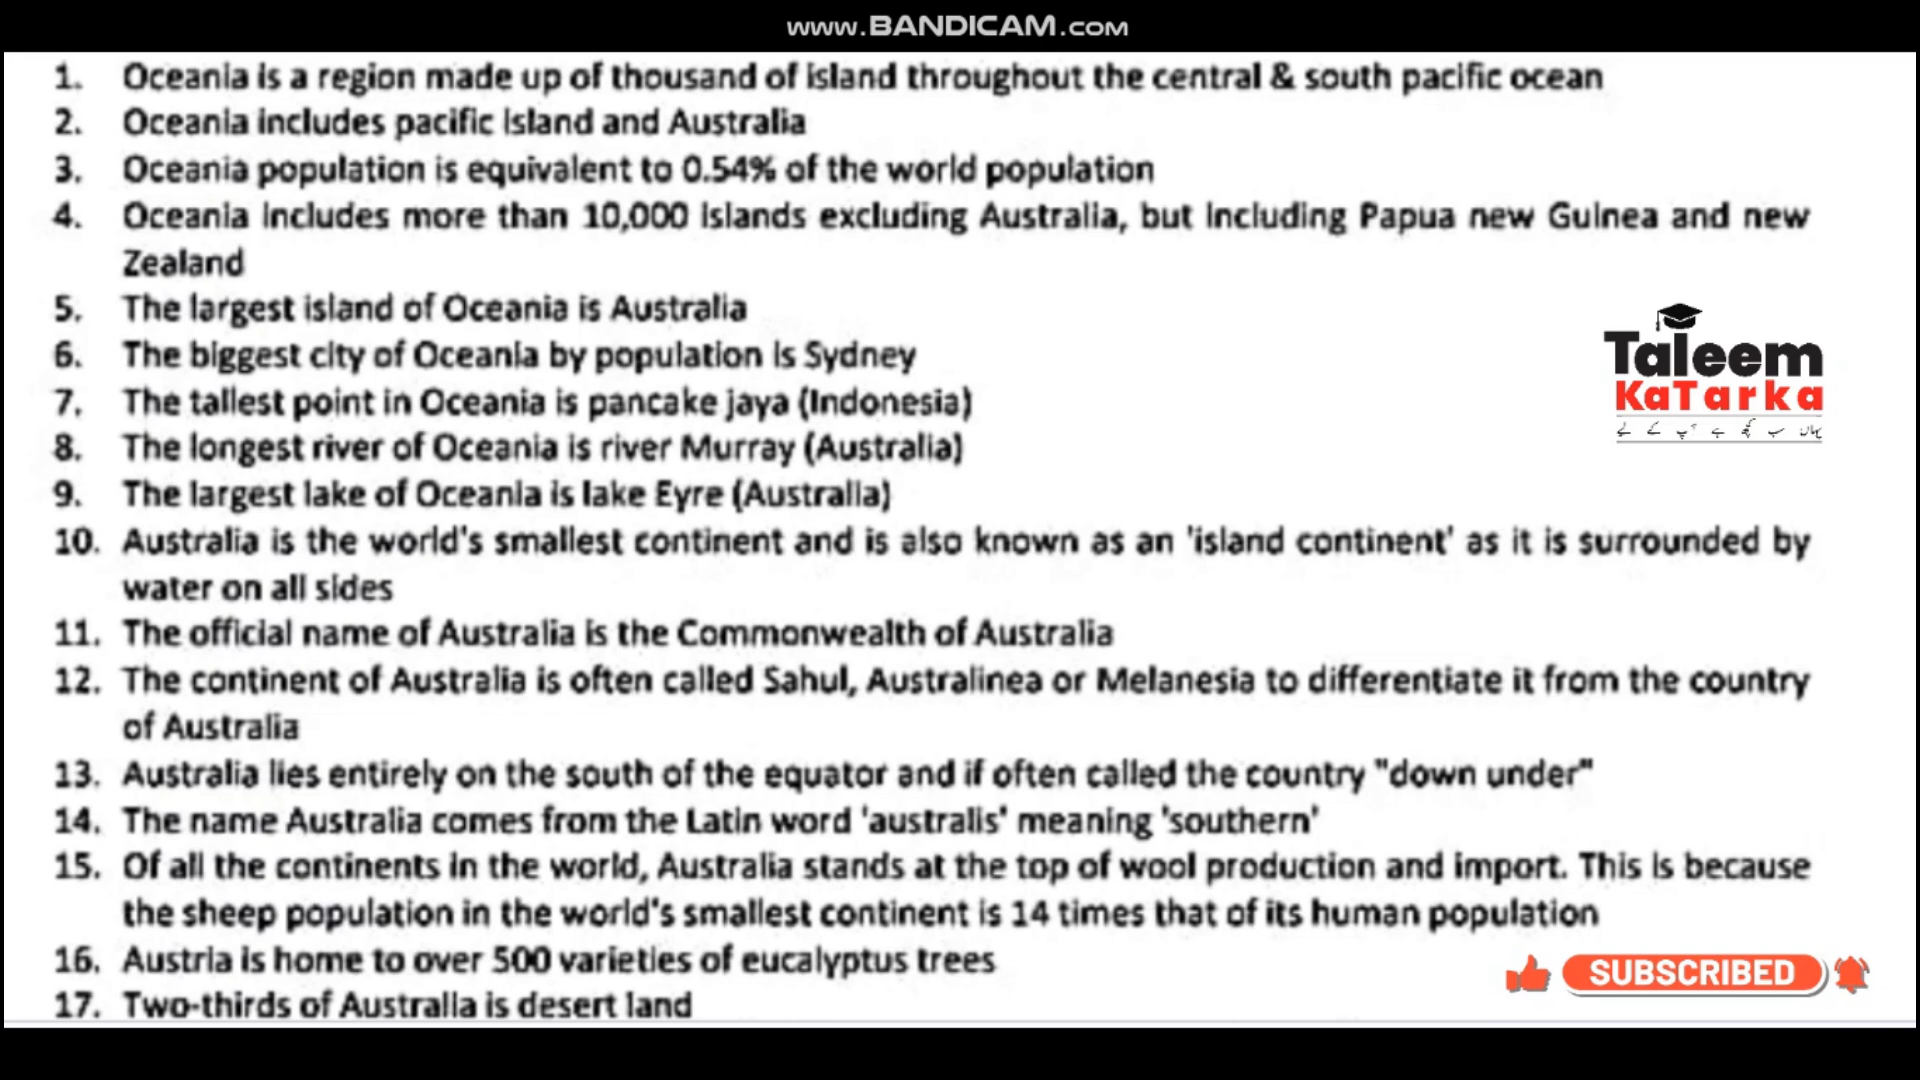 www.BANDICAM.com
1. Oceania is a region made up of thousand of island throughout the central & south pacific ocean
2. Oceania includes pacific island and Australia
3. Oceania population is equivalent to 0.54% of the world population
4. Oceania includes more than 10,000 islands excluding Australia, but including Papua new Guinea and new
Zealand
5. The largest island of Oceania is Australia
6. The biggest city of Oceania by population is Sydney
7. The tallest point in Oceania is pancake jaya (Indonesia)
8. The longest river of Oceania is river Murray (Australia)
9. The largest lake of Oceania is lake Eyre (Australia)
10. Australia is the world's smallest continent and is also known as an 'island continent' as it is surrounded by
water on all sides
11. The official name of Australia is the Commonwealth of Australia
12. The continent of Australia is often called Sahul, Australinea or Melanesia to differentiate it from the country
of Australia
13. Australia lies entirely on the south of the equator and if often called the country "down under"
14. The name Australia comes from the Latin word 'australis' meaning 'southern'
15. Of all the continents in the world, Australia stands at the top of wool production and import. This is because
the sheep population in the world's smallest continent is 14 times that of its human population
16. Austria is home to over 500 varieties of eucalyptus trees
17. Two-thirds of Australia is desert land
Taleem
KaTarka
یہاں سب کچھ ہے آپ کے لیے
SUBSCRIBED